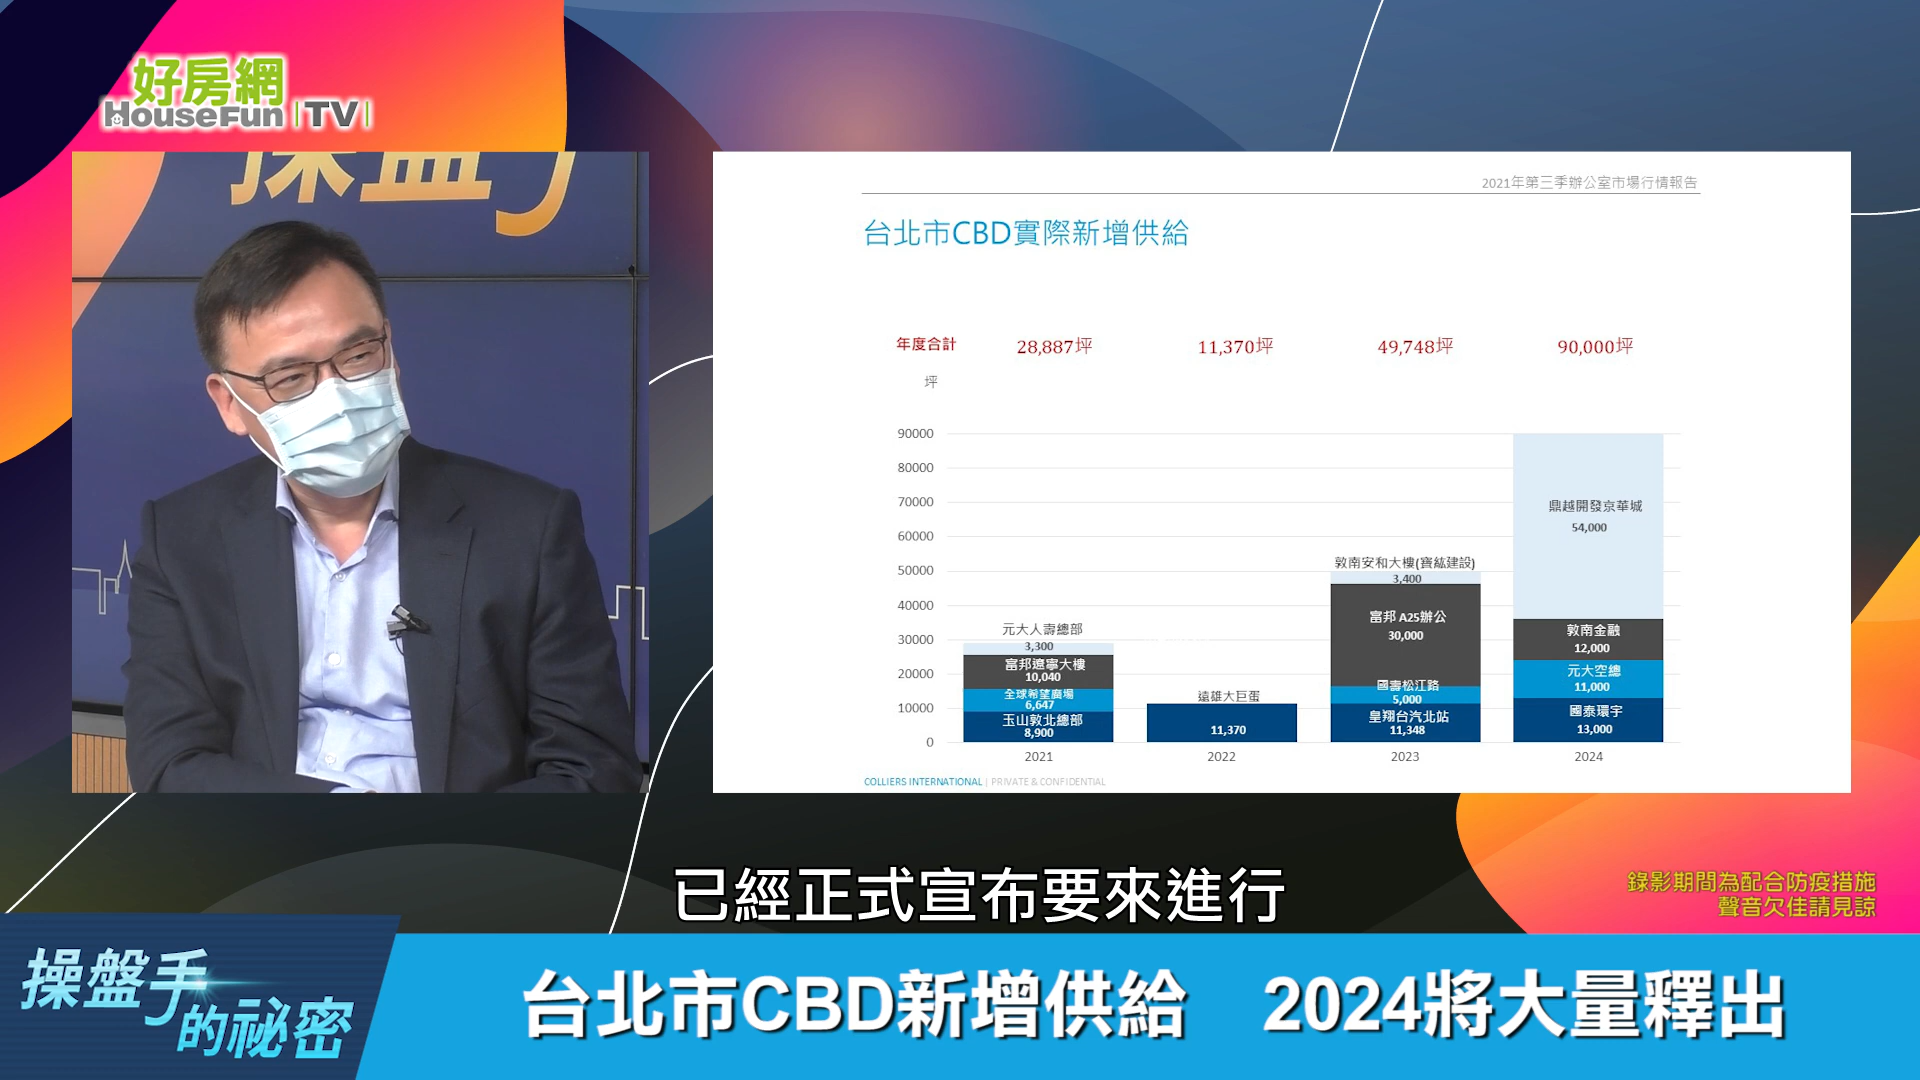 好房網
HouseFun TV
操盤手
2021年第三季辦公室市場行情報告
台北市CBD實際新增供給
年度合計 28,887坪 11,370坪 49,748坪 90,000坪
坪
90000
80000
70000
60000
50000
40000
30000
20000
10000
0
元大人壽總部
3,300
富邦遼寧大樓
10,040
全球希望廣場
6,647
玉山敦北總部
8,900
遠雄大巨蛋
11,370
敦南安和大樓(寶紘建設)
3,400
富邦 A25辦公
30,000
國壽松江路
5,000
皇翔台汽北站
11,348
鼎越開發京華城
54,000
敦南金融
12,000
元大空總
11,000
國泰環宇
13,000
2021 2022 2023 2024
COLLIERS INTERNATIONAL | PRIVATE & CONFIDENTIAL
已經正式宣布要來進行
錄影期間為配合防疫措施
聲音欠佳請見諒
操盤手
的祕密
台北市CBD新增供給 2024將大量釋出